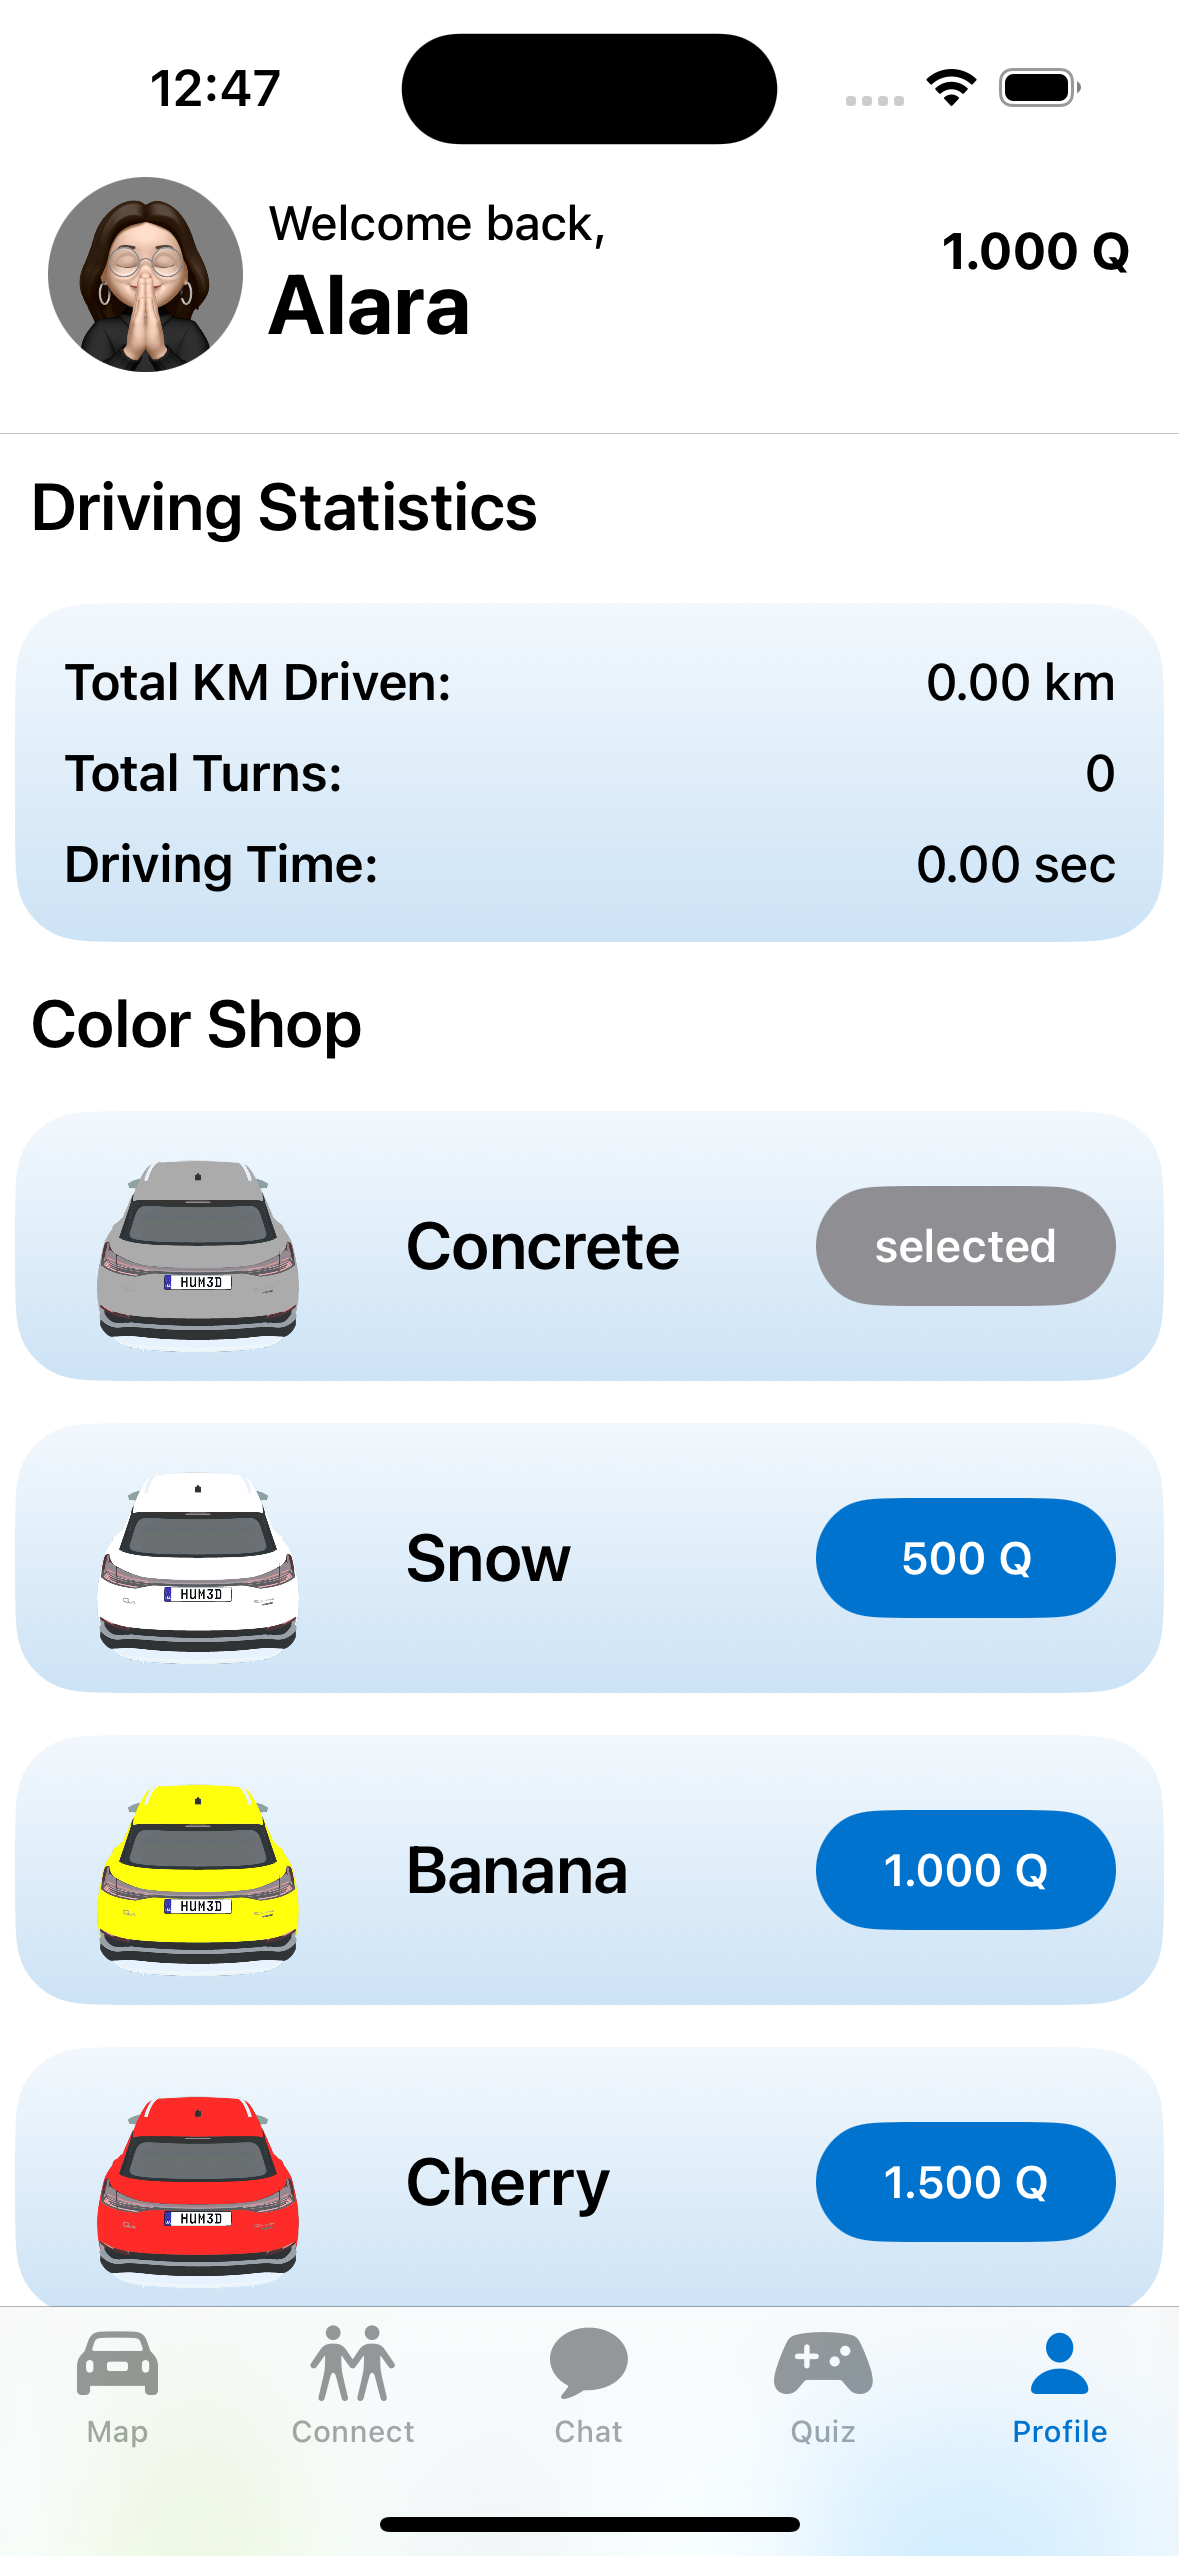 12:47
Welcome back,
Alara
1.000 Q
Driving Statistics
Total KM Driven: 0.00 km
Total Turns: 0
Driving Time: 0.00 sec
Color Shop
HUM3D
Concrete
selected
HUM3D
Snow
500 Q
HUM3D
Banana
1.000 Q
HUM3D
Cherry
1.500 Q
Map Connect Chat Quiz Profile